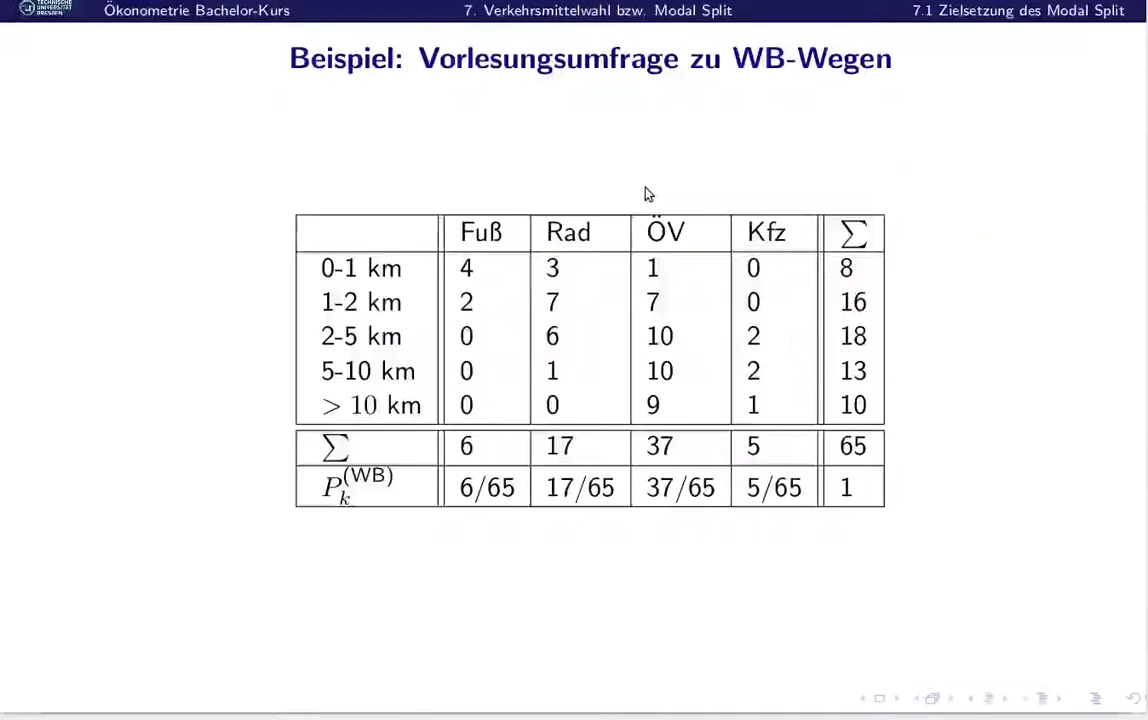 TECHNISCHE UNIVERSITÄT DRESDEN Ökonometrie Bachelor-Kurs 7. Verkehrsmittelwahl bzw. Modal Split 7.1 Zielsetzung des Modal Split
Beispiel: Vorlesungsumfrage zu WB-Wegen
Fuß Rad ÖV Kfz ∑
0-1 km 4 3 1 0 8
1-2 km 2 7 7 0 16
2-5 km 0 6 10 2 18
5-10 km 0 1 10 2 13
> 10 km 0 0 9 1 10
∑ 6 17 37 5 65
P_k^(WB) 6/65 17/65 37/65 5/65 1